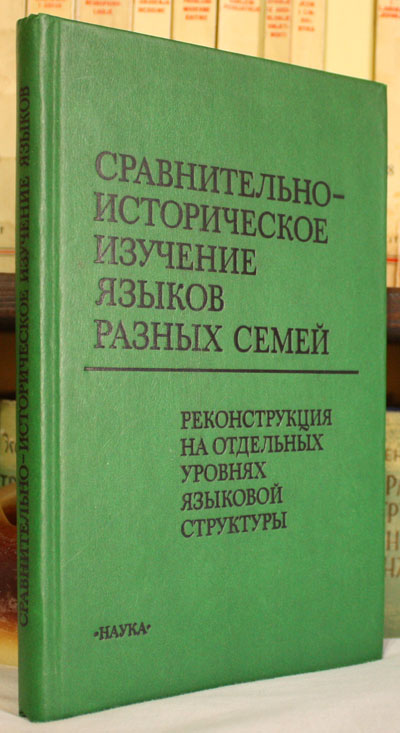 СРАВНИТЕЛЬНО-
ИСТОРИЧЕСКОЕ
ИЗУЧЕНИЕ
ЯЗЫКОВ
РАЗНЫХ СЕМЕЙ
РЕКОНСТРУКЦИЯ
НА ОТДЕЛЬНЫХ
УРОВНЯХ
ЯЗЫКОВОЙ
СТРУКТУРЫ
«НАУКА»
СРАВНИТЕЛЬНО-ИСТОРИЧЕСКОЕ ИЗУЧЕНИЕ ЯЗЫКОВ